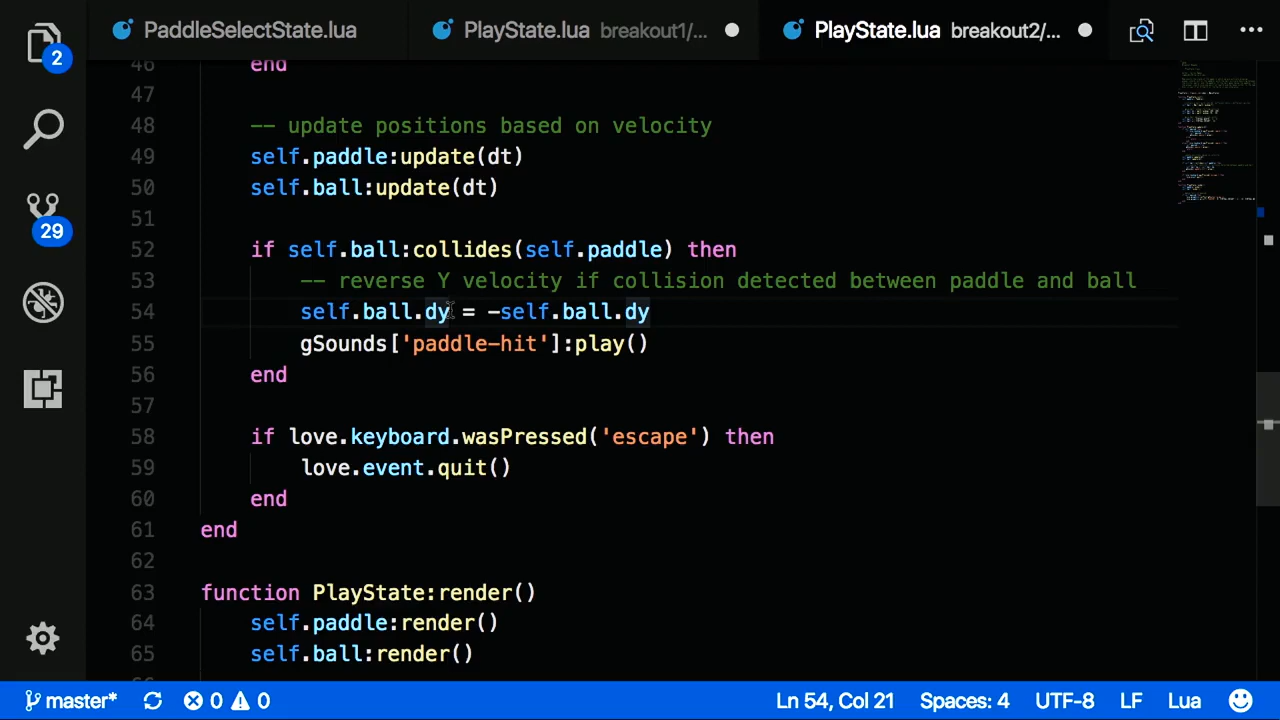 2
PaddleSelectState.lua
PlayState.lua breakout1/...
PlayState.lua breakout2/...
46 end
47
48 -- update positions based on velocity
49 self.paddle:update(dt)
50 self.ball:update(dt)
51
52 if self.ball:collides(self.paddle) then
53 -- reverse Y velocity if collision detected between paddle and ball
54 self.ball.dy = -self.ball.dy
55 gSounds['paddle-hit']:play()
56 end
57
58 if love.keyboard.wasPressed('escape') then
59 love.event.quit()
60 end
61 end
62
63 function PlayState:render()
64 self.paddle:render()
65 self.ball:render()
29
master* 0 0 Ln 54, Col 21 Spaces: 4 UTF-8 LF Lua